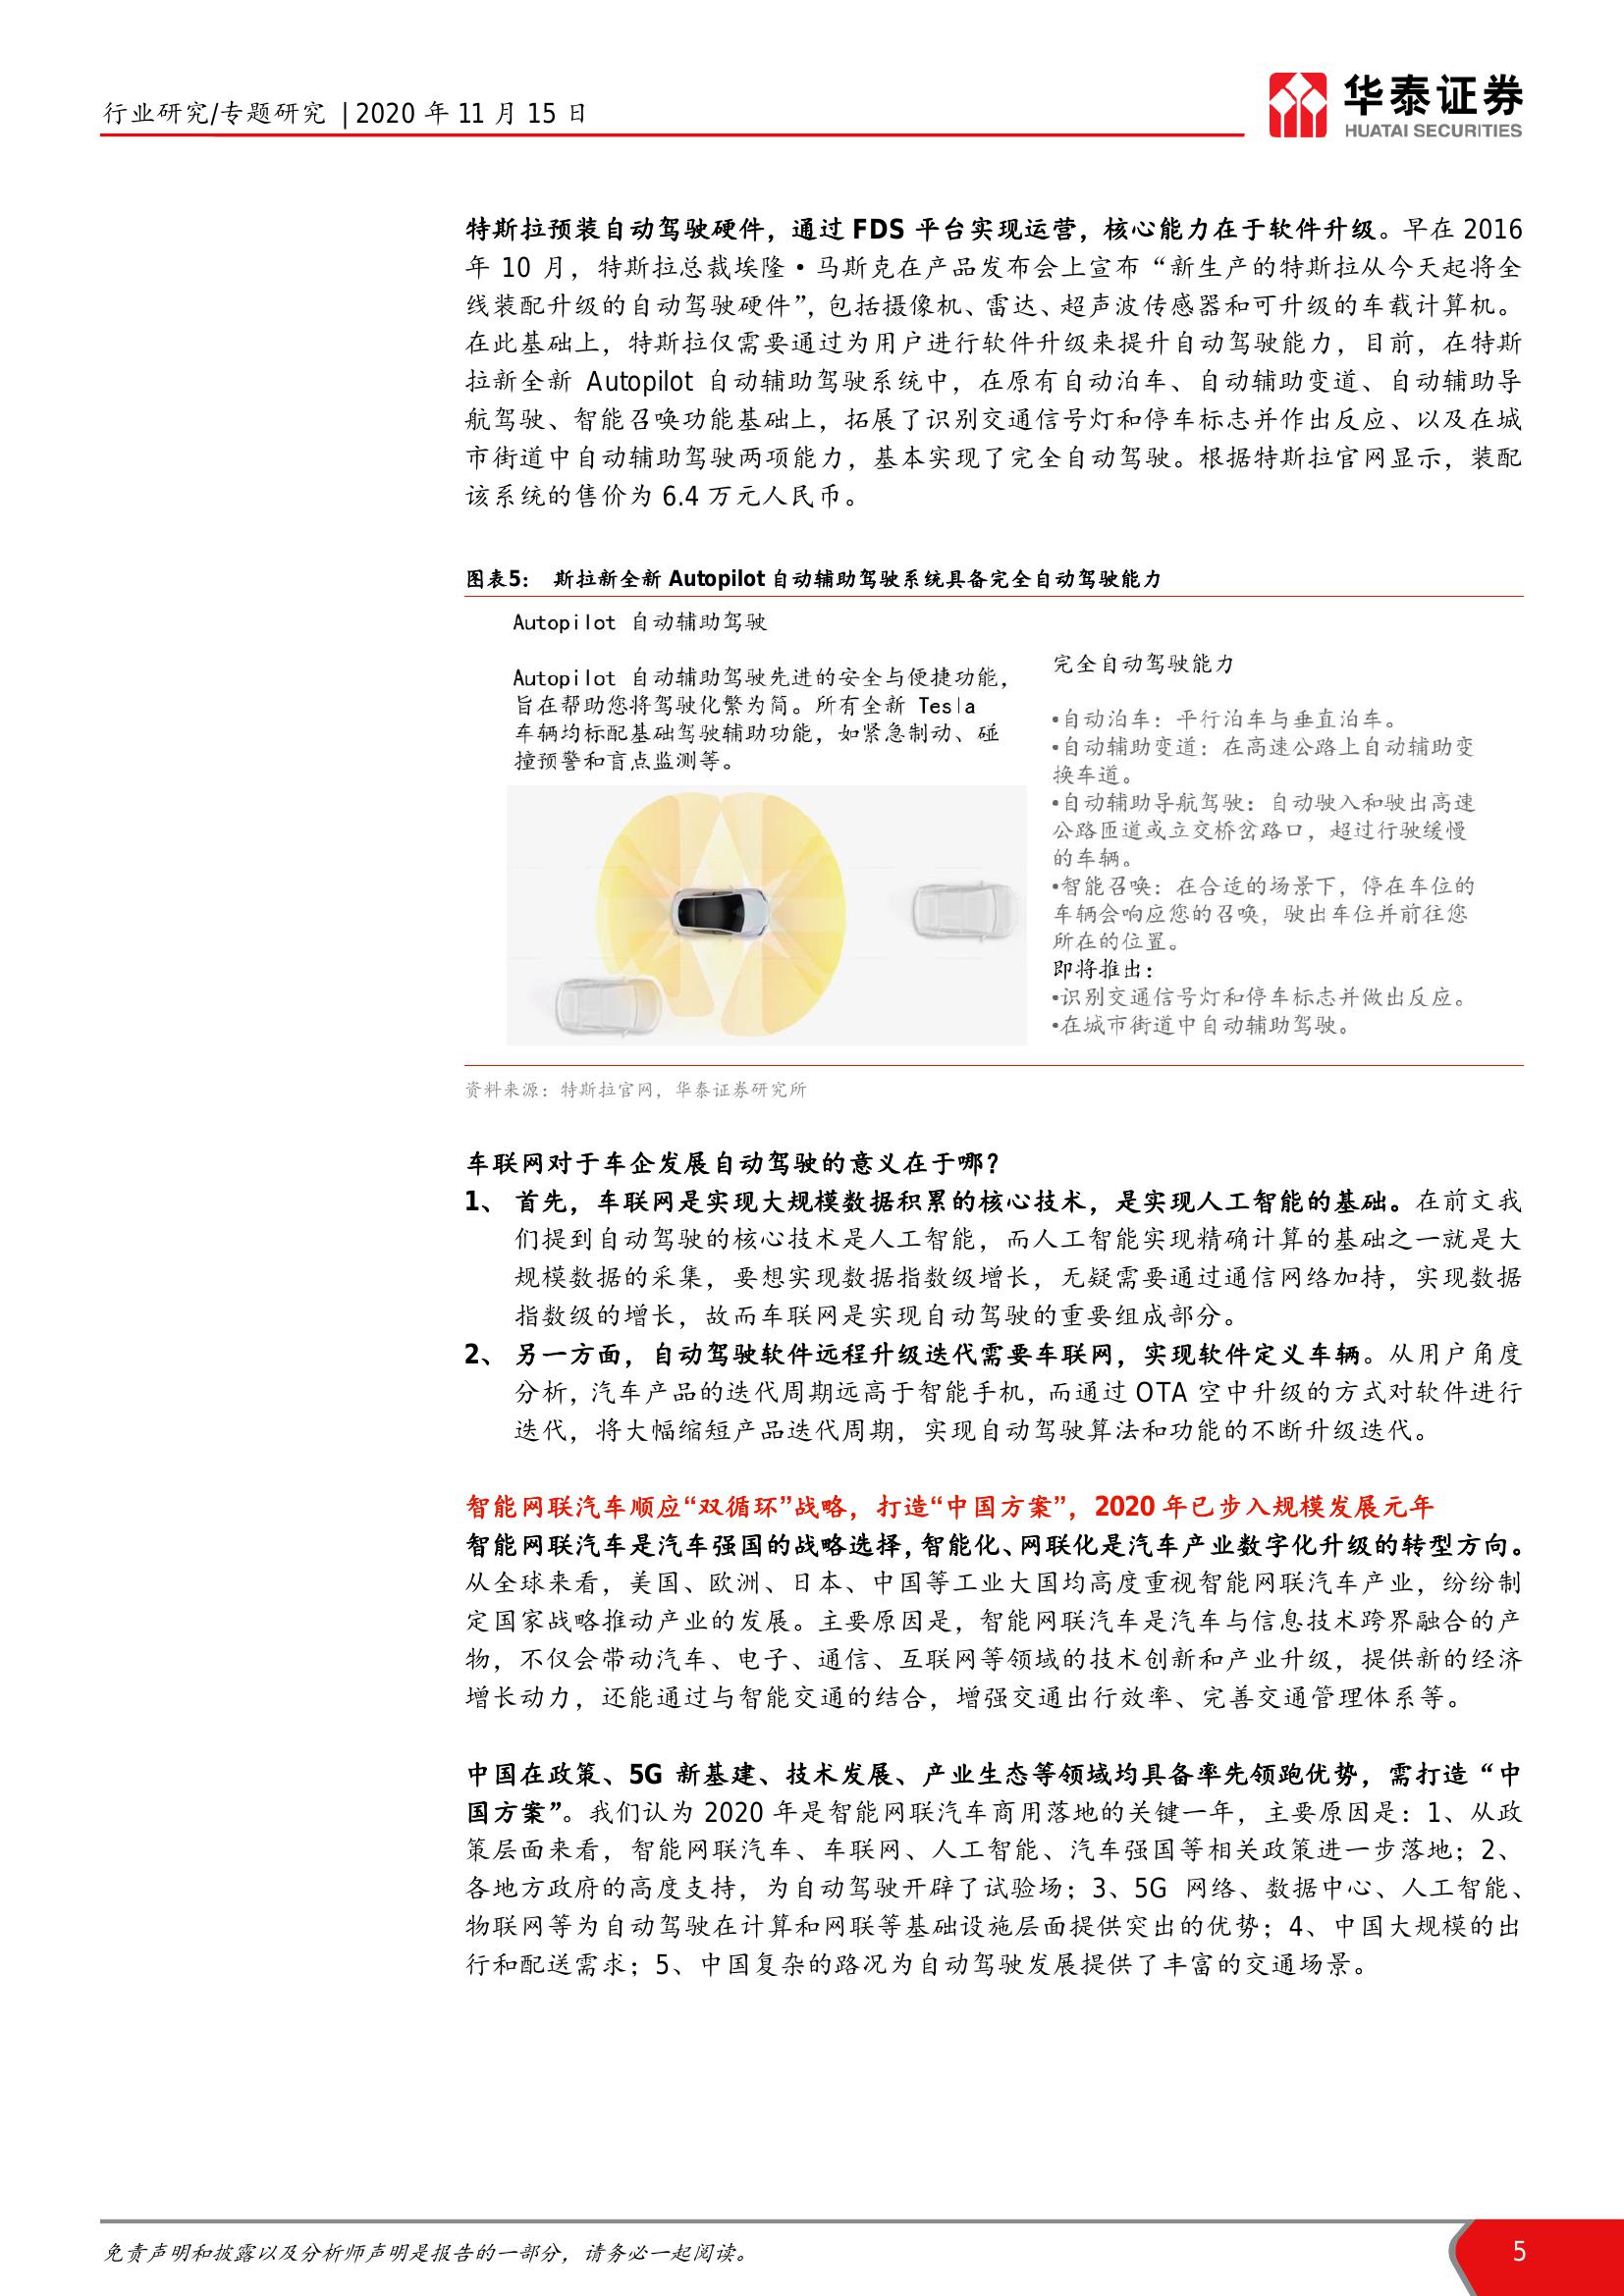 行业研究/专题研究 | 2020 年 11 月 15 日
华泰证券
HUATAI SECURITIES
特斯拉预装自动驾驶硬件，通过 FDS 平台实现运营，核心能力在于软件升级。早在 2016
年 10 月，特斯拉总裁埃隆·马斯克在产品发布会上宣布“新生产的特斯拉从今天起将全
线装配升级的自动驾驶硬件”，包括摄像机、雷达、超声波传感器和可升级的车载计算机。
在此基础上，特斯拉仅需要通过为用户进行软件升级来提升自动驾驶能力，目前，在特斯
拉新全新 Autopilot 自动辅助驾驶系统中，在原有自动泊车、自动辅助变道、自动辅助导
航驾驶、智能召唤功能基础上，拓展了识别交通信号灯和停车标志并作出反应、以及在城
市街道中自动辅助驾驶两项能力，基本实现了完全自动驾驶。根据特斯拉官网显示，装配
该系统的售价为 6.4 万元人民币。
图表5： 斯拉新全新 Autopilot 自动辅助驾驶系统具备完全自动驾驶能力
Autopilot 自动辅助驾驶
Autopilot 自动辅助驾驶先进的安全与便捷功能，
旨在帮助您将驾驶化繁为简。所有全新 Tesla
车辆均标配基础驾驶辅助功能，如紧急制动、碰
撞预警和盲点监测等。
完全自动驾驶能力
•自动泊车：平行泊车与垂直泊车。
•自动辅助变道：在高速公路上自动辅助变
换车道。
•自动辅助导航驾驶：自动驶入和驶出高速
公路匝道或立交桥岔路口，超过行驶缓慢
的车辆。
•智能召唤：在合适的场景下，停在车位的
车辆会响应您的召唤，驶出车位并前往您
所在的位置。
即将推出：
•识别交通信号灯和停车标志并做出反应。
•在城市街道中自动辅助驾驶。
资料来源：特斯拉官网，华泰证券研究所
车联网对于车企发展自动驾驶的意义在于哪？
1、 首先，车联网是实现大规模数据积累的核心技术，是实现人工智能的基础。在前文我
们提到自动驾驶的核心技术是人工智能，而人工智能实现精确计算的基础之一就是大
规模数据的采集，要想实现数据指数级增长，无疑需要通过通信网络加持，实现数据
指数级的增长，故而车联网是实现自动驾驶的重要组成部分。
2、 另一方面，自动驾驶软件远程升级迭代需要车联网，实现软件定义车辆。从用户角度
分析，汽车产品的迭代周期远高于智能手机，而通过 OTA 空中升级的方式对软件进行
迭代，将大幅缩短产品迭代周期，实现自动驾驶算法和功能的不断升级迭代。
智能网联汽车顺应“双循环”战略，打造“中国方案”，2020 年已步入规模发展元年
智能网联汽车是汽车强国的战略选择，智能化、网联化是汽车产业数字化升级的转型方向。
从全球来看，美国、欧洲、日本、中国等工业大国均高度重视智能网联汽车产业，纷纷制
定国家战略推动产业的发展。主要原因是，智能网联汽车是汽车与信息技术跨界融合的产
物，不仅会带动汽车、电子、通信、互联网等领域的技术创新和产业升级，提供新的经济
增长动力，还能通过与智能交通的结合，增强交通出行效率、完善交通管理体系等。
中国在政策、5G 新基建、技术发展、产业生态等领域均具备率先领跑优势，需打造“中
国方案”。我们认为 2020 年是智能网联汽车商用落地的关键一年，主要原因是：1、从政
策层面来看，智能网联汽车、车联网、人工智能、汽车强国等相关政策进一步落地；2、
各地方政府的高度支持，为自动驾驶开辟了试验场；3、5G 网络、数据中心、人工智能、
物联网等为自动驾驶在计算和网联等基础设施层面提供突出的优势；4、中国大规模的出
行和配送需求；5、中国复杂的路况为自动驾驶发展提供了丰富的交通场景。
免责声明和披露以及分析师声明是报告的一部分，请务必一起阅读。
5